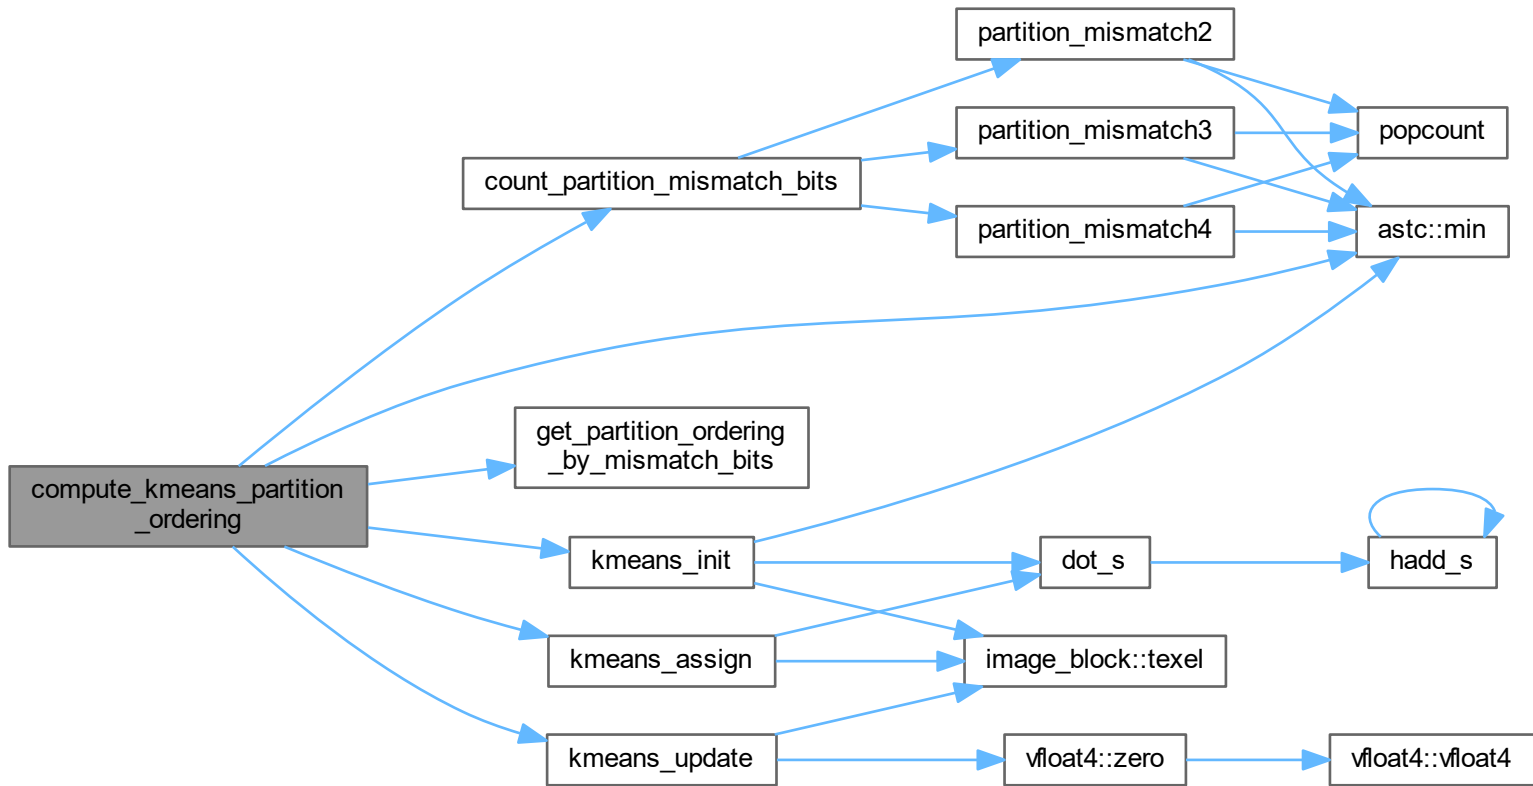 partition_mismatch2
partition_mismatch3
popcount
count_partition_mismatch_bits
partition_mismatch4
astc::min
get_partition_ordering
_by_mismatch_bits
compute_kmeans_partition
_ordering
kmeans_init
dot_s
hadd_s
kmeans_assign
image_block::texel
kmeans_update
vfloat4::zero
vfloat4::vfloat4